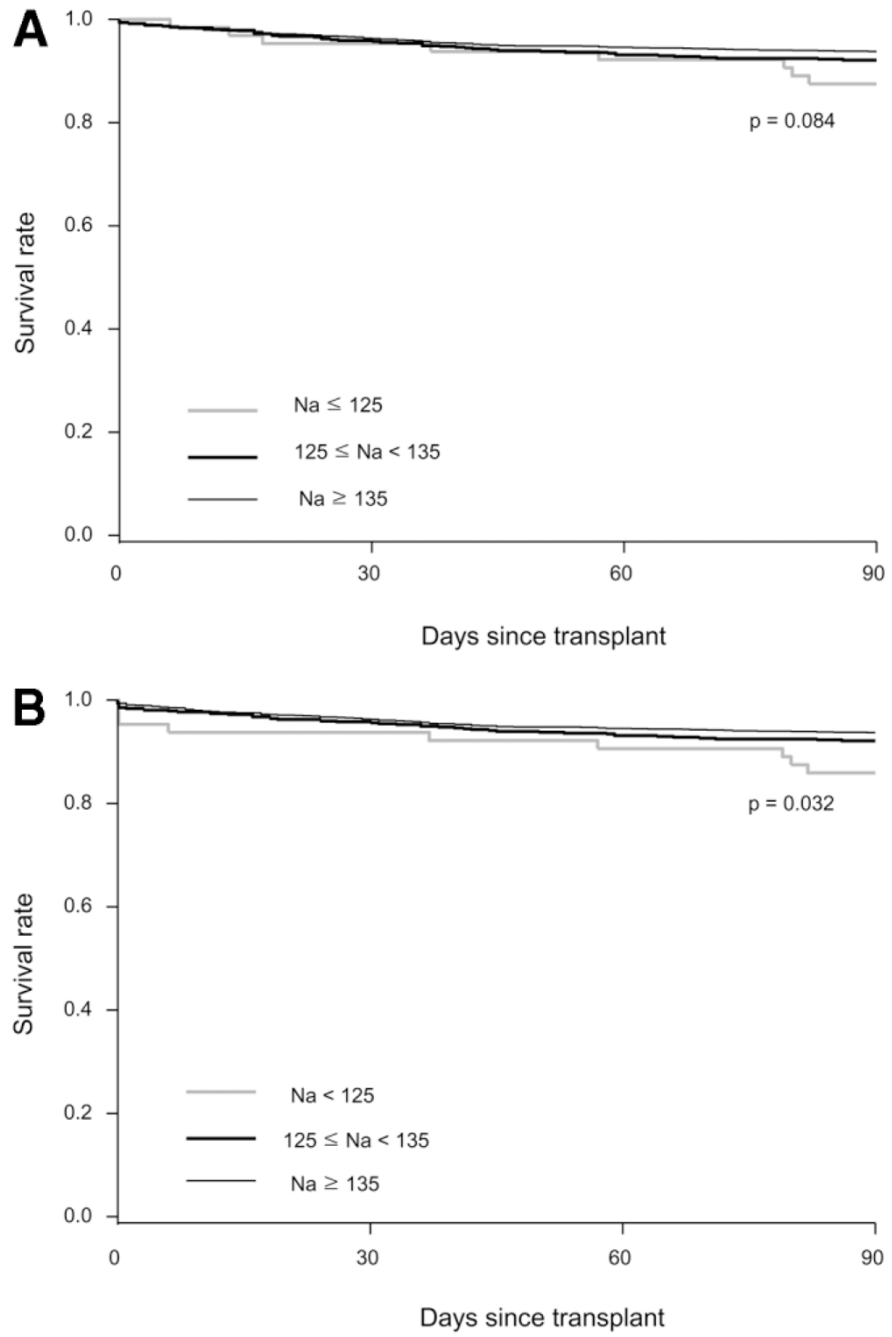 A
1.0
0.8
p = 0.084
0.6
Survival rate
0.4
Na ≤ 125
0.2
125 ≤ Na < 135
Na ≥ 135
0.0
0 30 60 90
Days since transplant
B
1.0
0.8
p = 0.032
0.6
Survival rate
0.4
0.2
Na < 125
125 ≤ Na < 135
Na ≥ 135
0.0
0 30 60 90
Days since transplant